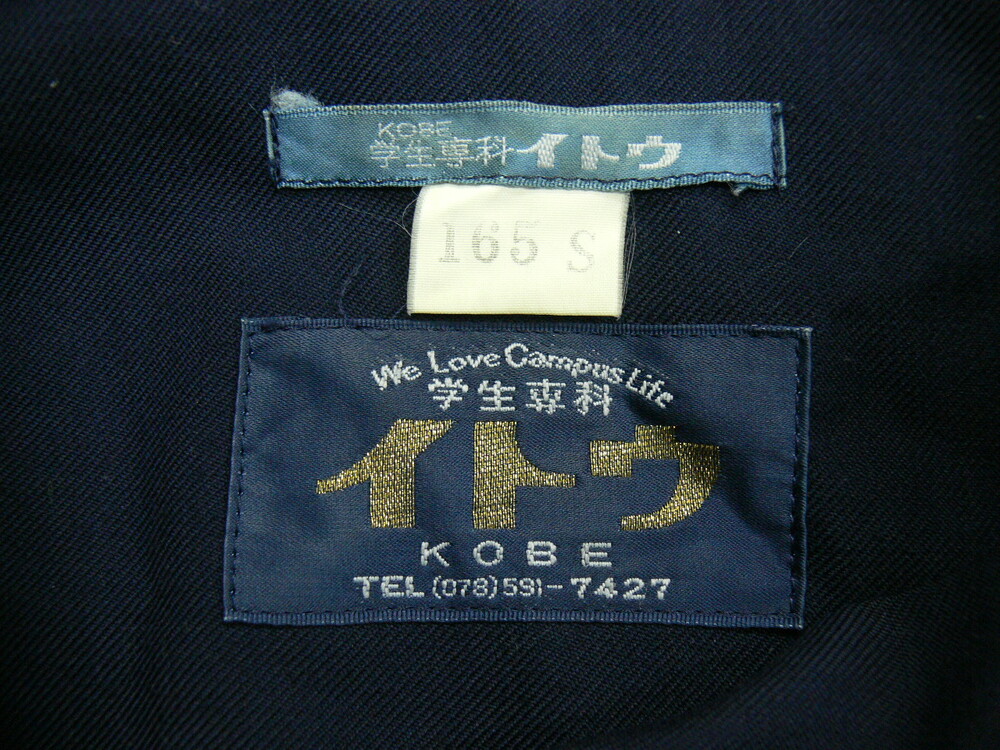 KOBE
学生専科イトウ
165 S
We Love Campus Life
学生専科
イトウ
KOBE
TEL(078)591-7427